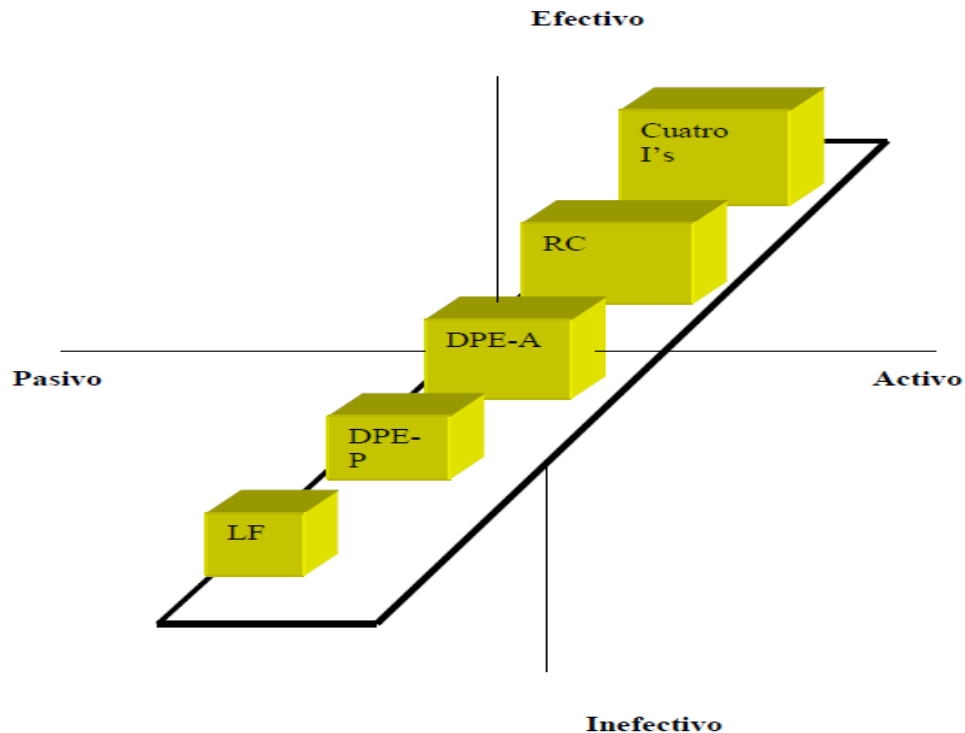 Efectivo
Cuatro
I's
RC
DPE-A
Pasivo
Activo
DPE-
P
LF
Inefectivo